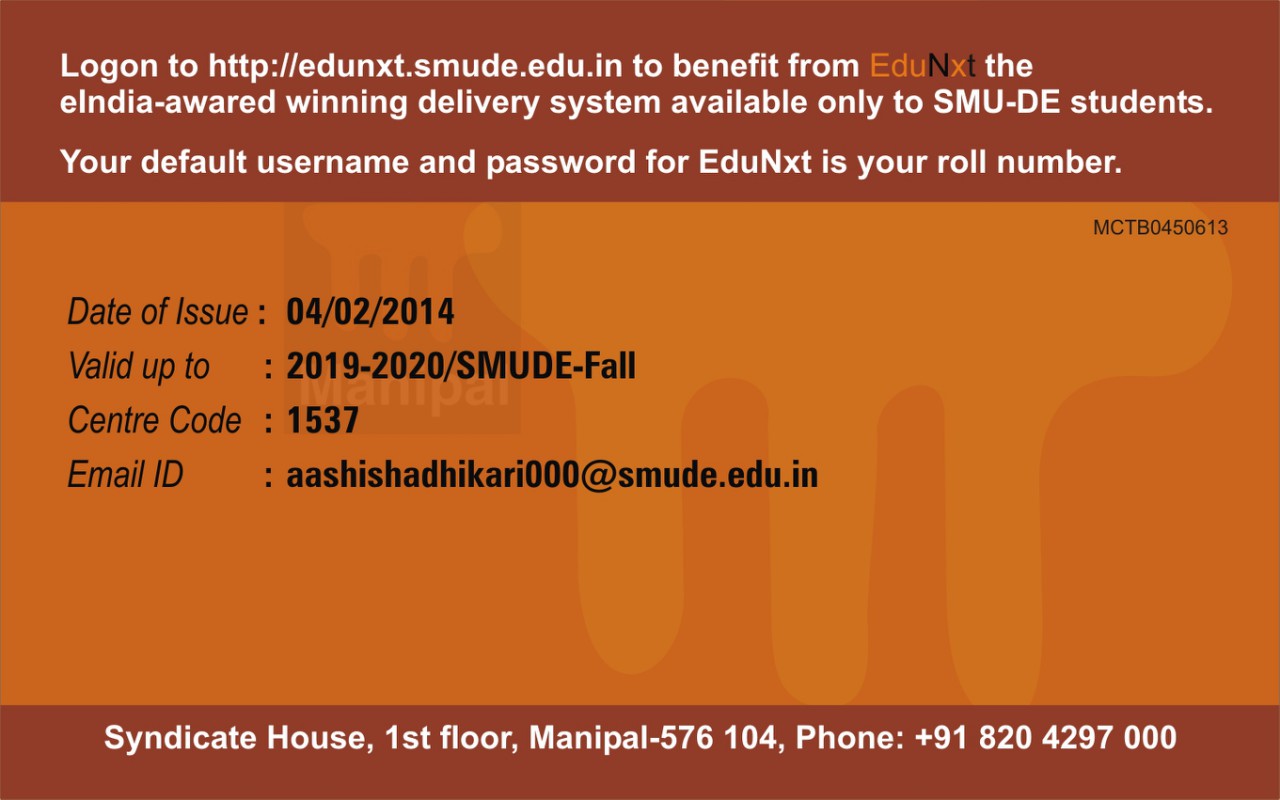 Logon to http://edunxt.smude.edu.in to benefit from EduNxt the
eIndia-awared winning delivery system available only to SMU-DE students.
Your default username and password for EduNxt is your roll number.
MCTB0450613
Date of Issue : 04/02/2014
Valid up to : 2019-2020/SMUDE-Fall
Manipal
Centre Code : 1537
Email ID : aashishadhikari000@smude.edu.in
Syndicate House, 1st floor, Manipal-576 104, Phone: +91 820 4297 000